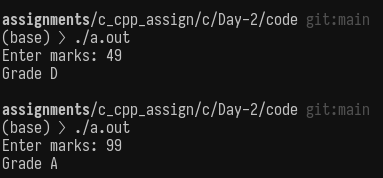 assignments/c_cpp_assign/c/Day-2/code git:main
(base) > ./a.out
Enter marks: 49
Grade D
assignments/c_cpp_assign/c/Day-2/code git:main
(base) > ./a.out
Enter marks: 99
Grade A